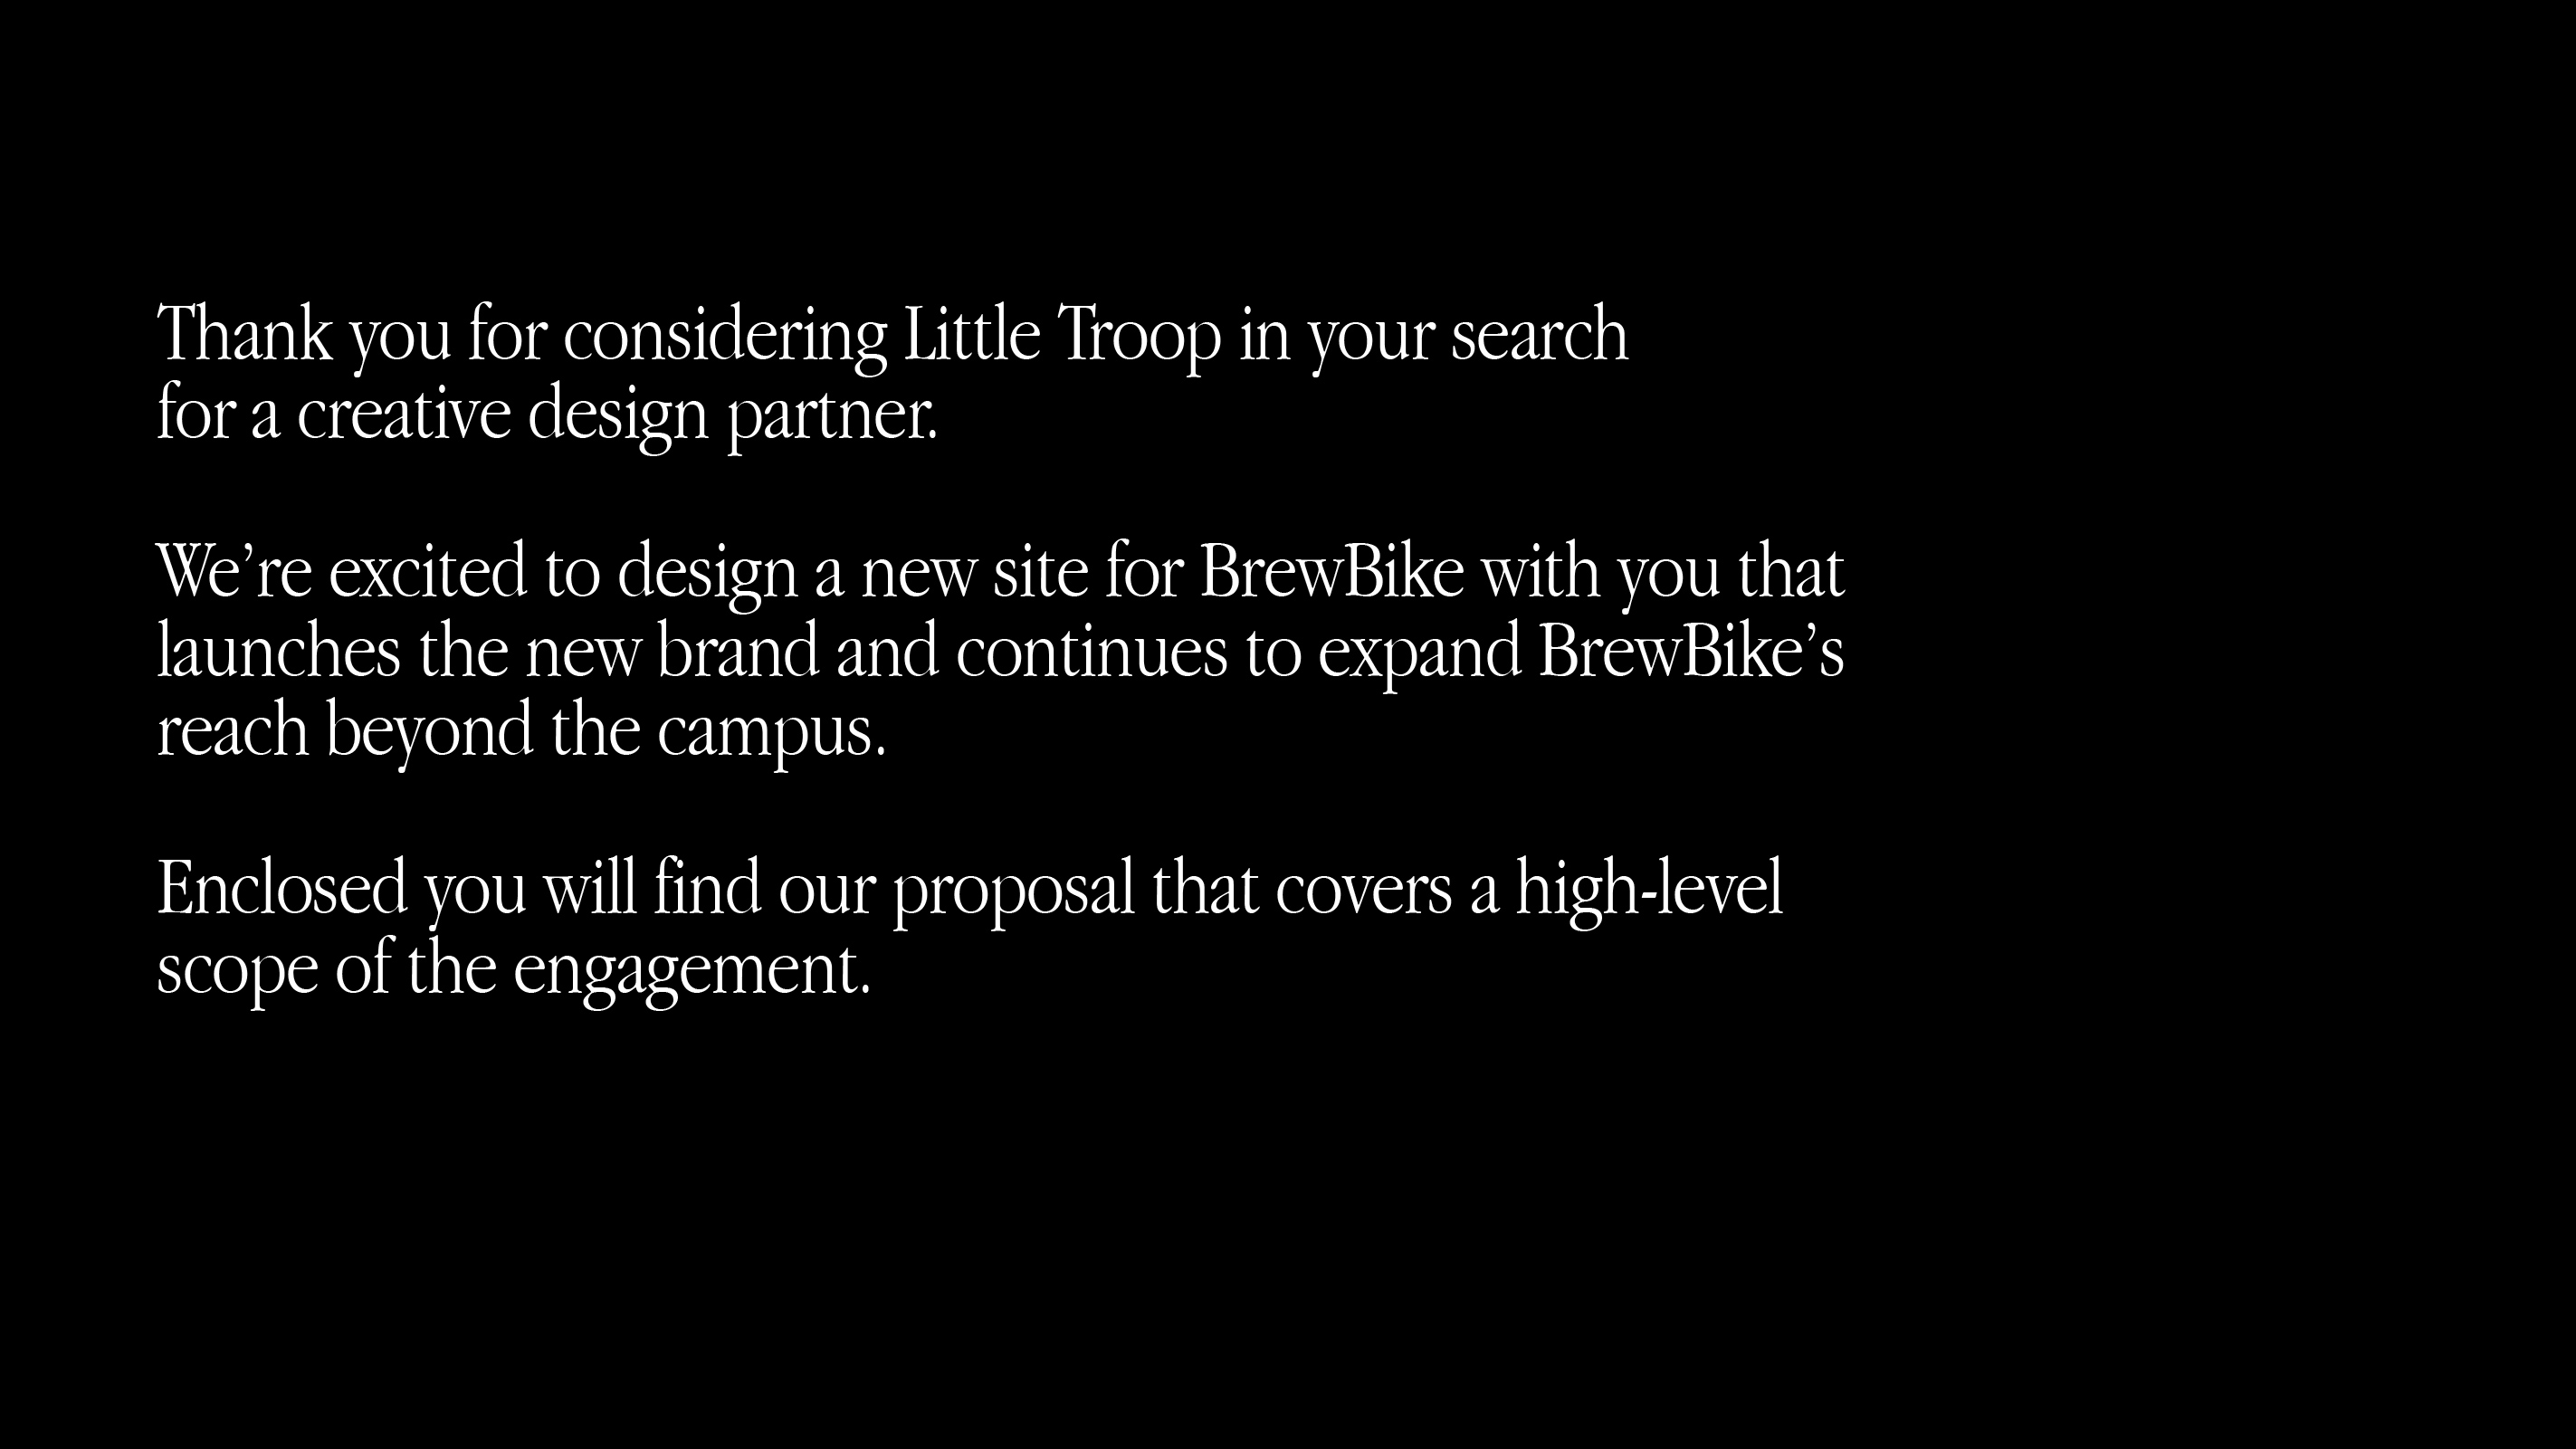 Thank you for considering Little Troop in your search
for a creative design partner.
We’re excited to design a new site for BrewBike with you that
launches the new brand and continues to expand BrewBike’s
reach beyond the campus.
Enclosed you will find our proposal that covers a high-level
scope of the engagement.